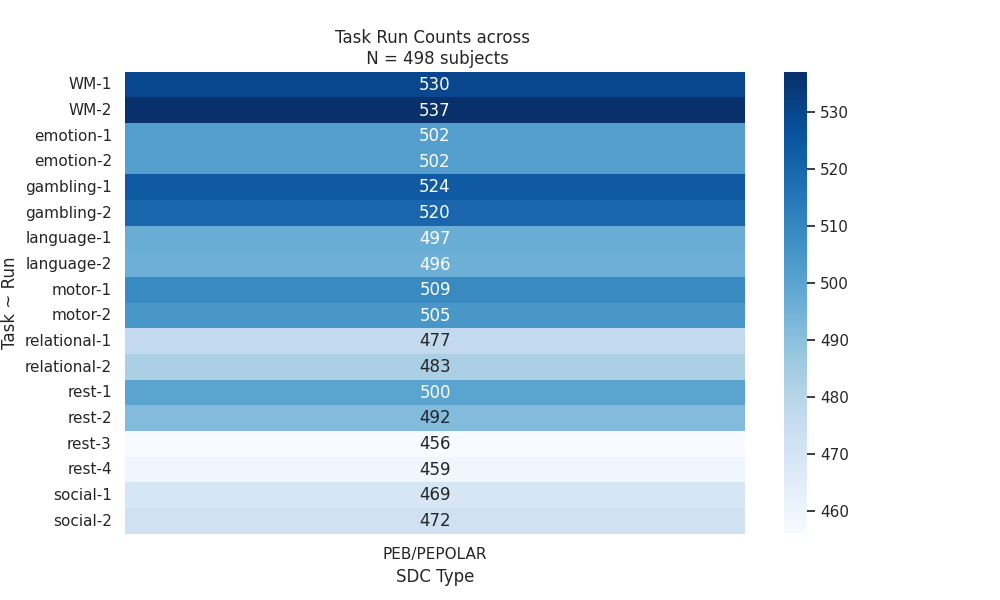 Task Run Counts across
N = 498 subjects
Task ~ Run
WM-1 530
WM-2 537
emotion-1 502
emotion-2 502
gambling-1 524
gambling-2 520
language-1 497
language-2 496
motor-1 509
motor-2 505
relational-1 477
relational-2 483
rest-1 500
rest-2 492
rest-3 456
rest-4 459
social-1 469
social-2 472
PEB/PEPOLAR
SDC Type
530
520
510
500
490
480
470
460